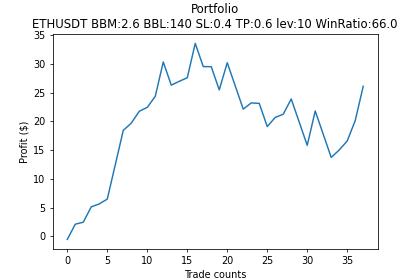 Portfolio
ETHUSDT BBM:2.6 BBL:140 SL:0.4 TP:0.6 lev:10 WinRatio:66.0
35
30
25
20
15
10
5
0
Profit ($)
0 5 10 15 20 25 30 35
Trade counts